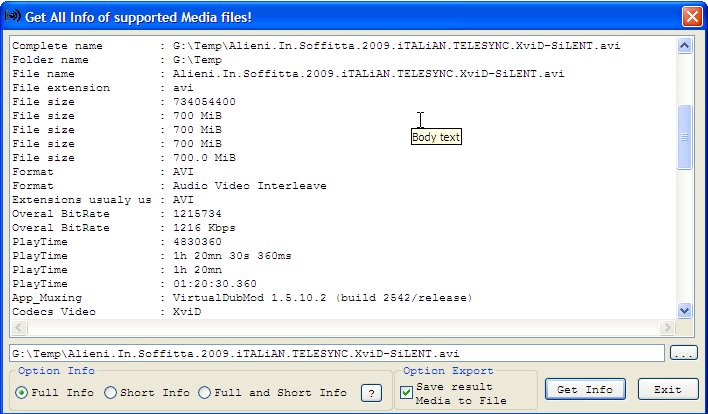 Get All Info of supported Media files!
Complete name : G:\Temp\Alieni.In.Soffitta.2009.iTALiAN.TELESYNC.XviD-SiLENT.avi
Folder name : G:\Temp
File name : Alieni.In.Soffitta.2009.iTALiAN.TELESYNC.XviD-SiLENT.avi
File extension : avi
File size : 734054400
File size : 700 MiB
File size : 700 MiB
File size : 700 MiB
File size : 700.0 MiB
Format : AVI
Format : Audio Video Interleave
Extensions usualy us : AVI
Overal BitRate : 1215734
Overal BitRate : 1216 Kbps
PlayTime : 4830360
PlayTime : 1h 20mn 30s 360ms
PlayTime : 1h 20mn
PlayTime : 01:20:30.360
App_Muxing : VirtualDubMod 1.5.10.2 (build 2542/release)
Codecs Video : XviD
Body text
G:\Temp\Alieni.In.Soffitta.2009.iTALiAN.TELESYNC.XviD-SiLENT.avi
...
Option Info
Full Info Short Info Full and Short Info ?
Option Export
Save result
Media to File
Get Info
Exit